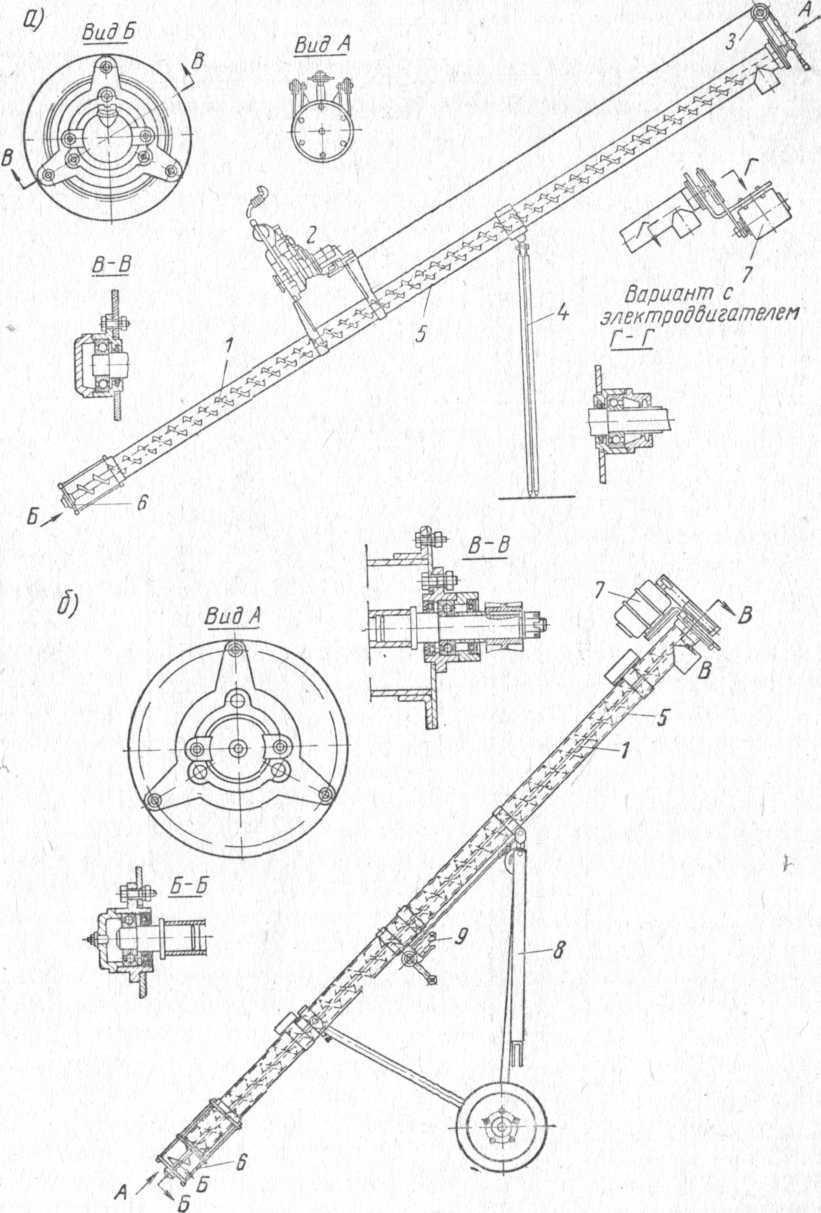 а)
Вид Б
В
В
Вид А
3
А
2
Г
7
Вариант с
электродвигателем
Г-Г
В-В
1
5
4
Б
6
б)
Вид А
В-В
7
В
В
5
1
Б-Б
9
8
А
Б
Б
6